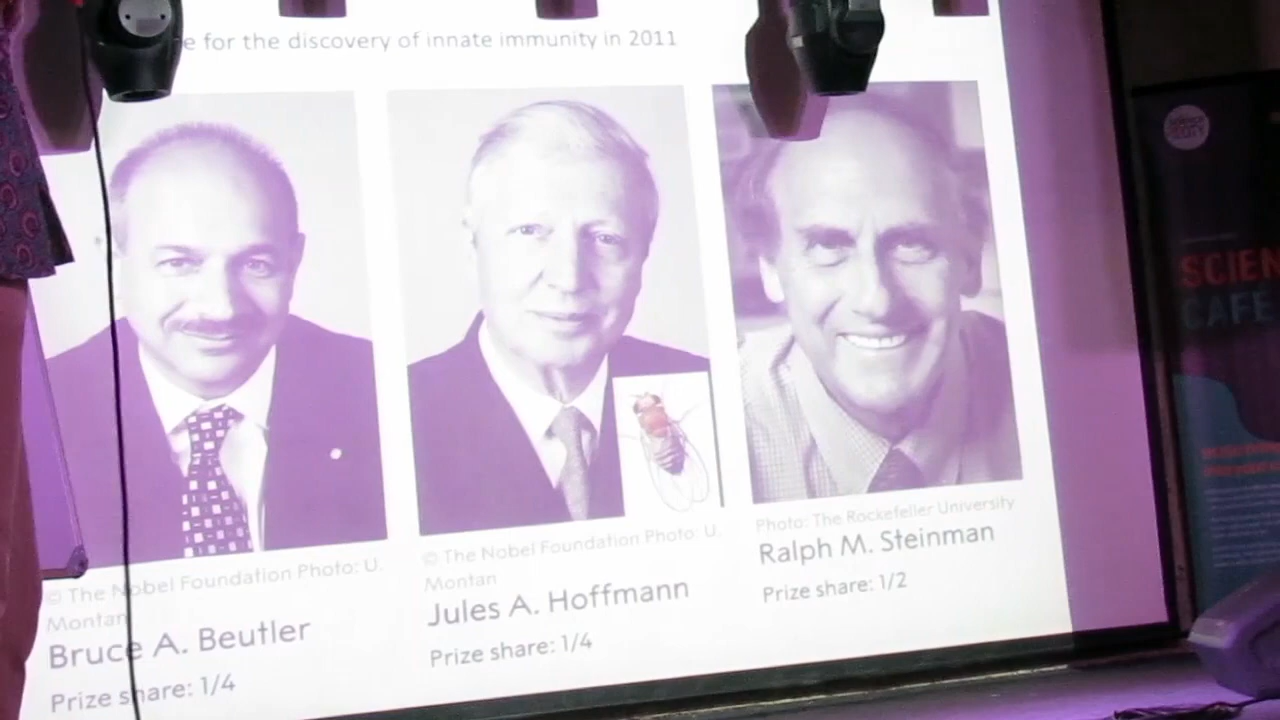 e for the discovery of innate immunity in 2011
© The Nobel Foundation Photo: U.
Montan
Bruce A. Beutler
Prize share: 1/4
© The Nobel Foundation Photo: U.
Montan
Jules A. Hoffmann
Prize share: 1/4
Photo: The Rockefeller University
Ralph M. Steinman
Prize share: 1/2
SCIEN
CAFE